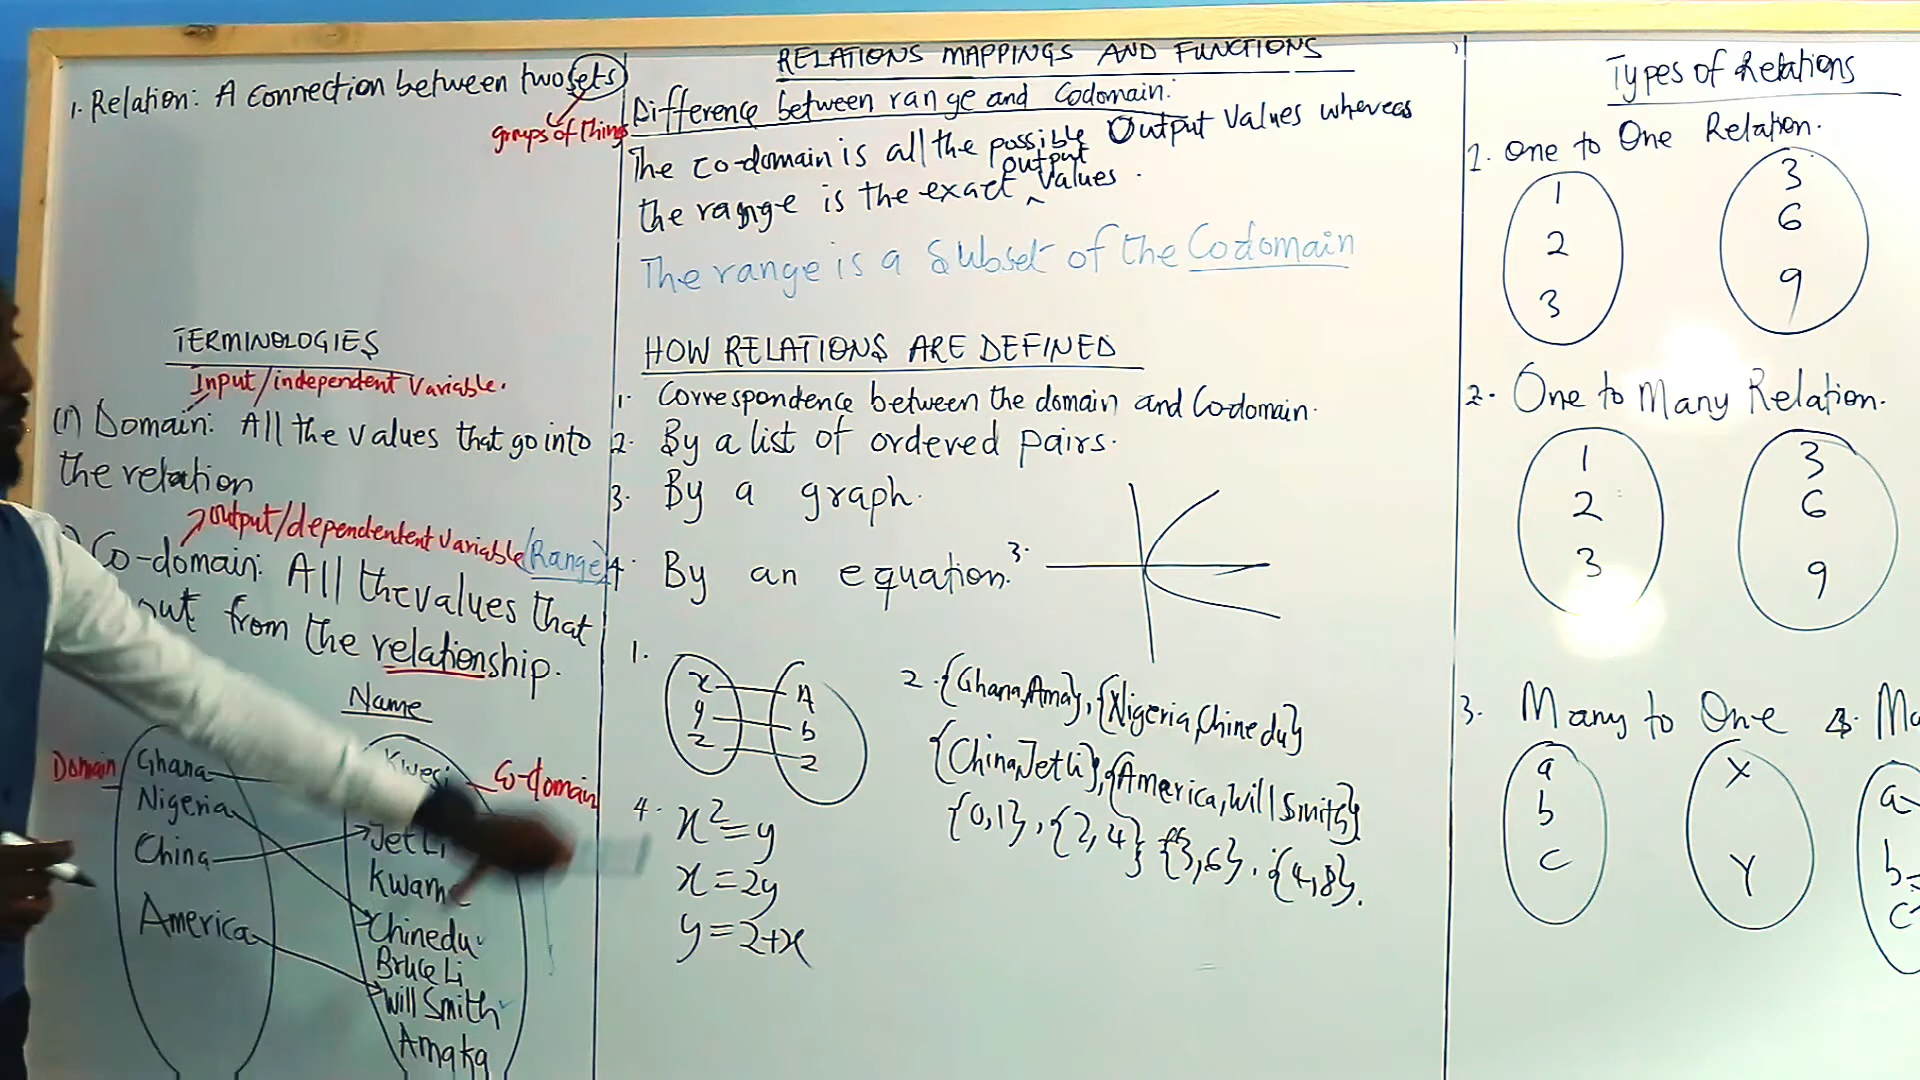 RELATIONS MAPPINGS AND FUNCTIONS
1. Relation: A connection between two sets
groups of things
TERMINOLOGIES
Input/independent Variable.
(1) Domain: All the values that go into
the relation
output/dependentent Variable (Range)
Co-domain: All the values that
out from the relationship.
Name
Domain
Co-domain
Ghana
Nigeria
China
America
Kwesi
Jet Li
Kwame
Chinedu
Bruce Li
Will Smith
Amaka
Difference between range and Codomain.
The co-domain is all the possible Output Values whereas
output
the range is the exact ^ Values.
The range is a Subset of the Codomain
HOW RELATIONS ARE DEFINED
1. Correspondence between the domain and Codomain.
2. By a list of ordered pairs.
3. By a graph.
4. By an equation.
3.
1.
x
y
z
A
b
2
2. {Ghana, Ama}, {Nigeria, Chinedu}
{China, Jet Li}, {America, Will Smith}
{0,1}, {2,4} {3,6}. {4,8}.
4. x²=y
x=2y
y=2+x
Types of Relations
1. One to One Relation.
1
2
3
3
6
9
2. One to Many Relation.
1
2
3
3
6
9
3. Many to One
a
b
c
X
Y
4. Ma
a
b
c